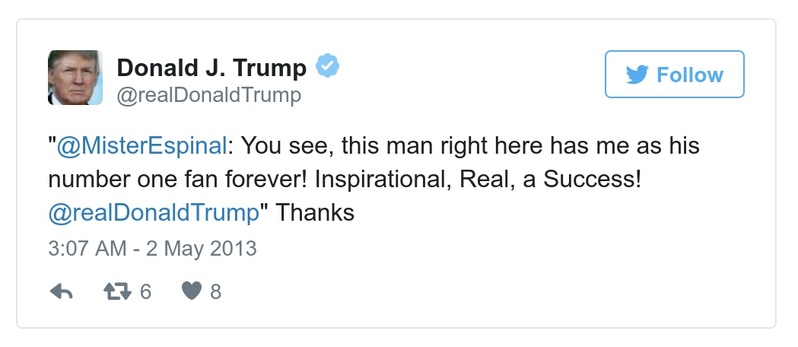 Donald J. Trump
@realDonaldTrump
Follow
"@MisterEspinal: You see, this man right here has me as his
number one fan forever! Inspirational, Real, a Success!
@realDonaldTrump" Thanks
3:07 AM - 2 May 2013
6 8